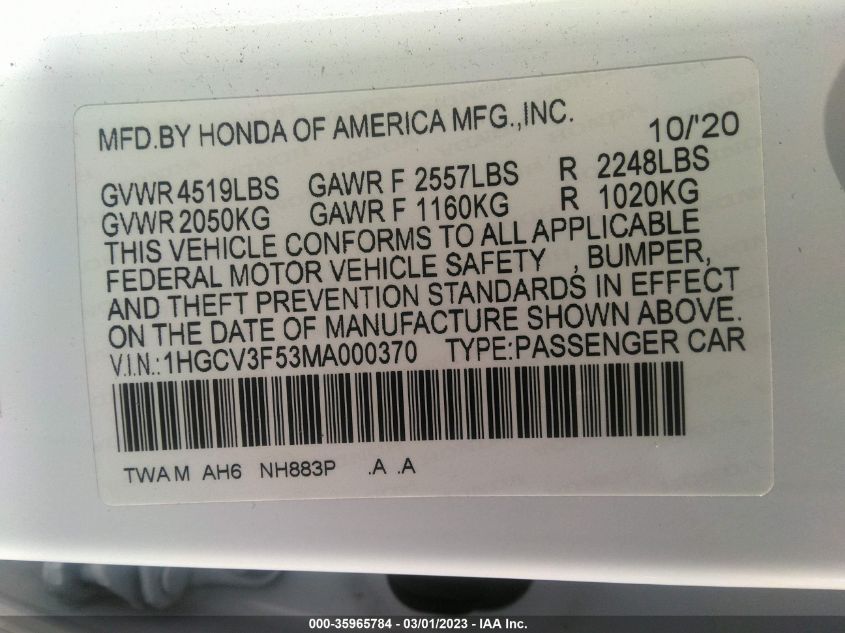 MFD.BY HONDA OF AMERICA MFG.,INC. 10/'20
GVWR 4519LBS GAWR F 2557LBS R 2248LBS
GVWR 2050KG GAWR F 1160KG R 1020KG
THIS VEHICLE CONFORMS TO ALL APPLICABLE
FEDERAL MOTOR VEHICLE SAFETY , BUMPER,
AND THEFT PREVENTION STANDARDS IN EFFECT
ON THE DATE OF MANUFACTURE SHOWN ABOVE.
V.I.N.:1HGCV3F53MA000370 TYPE:PASSENGER CAR
TWA M AH6 NH883P .A .A
000-35965784 - 03/01/2023 - IAA Inc.